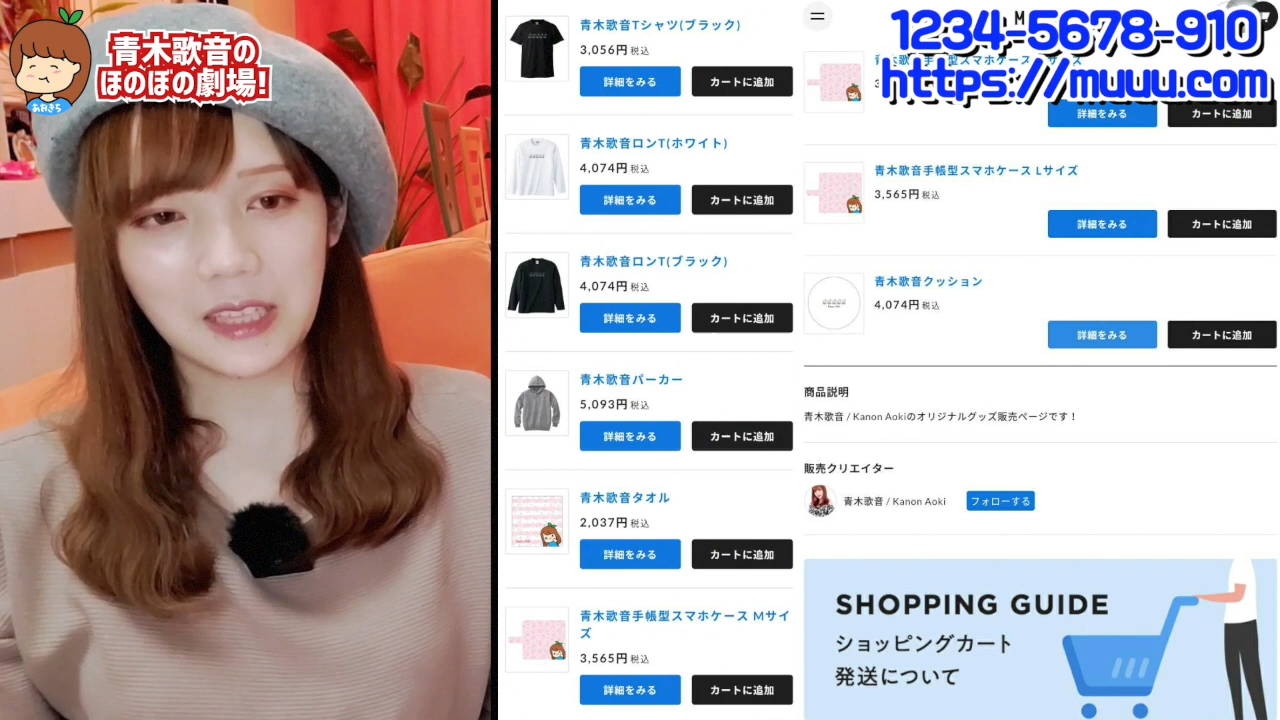 青木歌音の
ほのぼの劇場!
あおきち
青木歌音Tシャツ(ブラック)
3,056円 税込
詳細をみる
カートに追加
青木歌音ロンT(ホワイト)
4,074円 税込
詳細をみる
カートに追加
青木歌音ロンT(ブラック)
4,074円 税込
詳細をみる
カートに追加
青木歌音パーカー
5,093円 税込
詳細をみる
カートに追加
青木歌音タオル
2,037円 税込
詳細をみる
カートに追加
青木歌音手帳型スマホケース Mサイ
ズ
3,565円 税込
詳細をみる
カートに追加
1234-5678-910
https://muuu.com
詳細をみる
カートに追加
青木歌音手帳型スマホケース Lサイズ
3,565円 税込
詳細をみる
カートに追加
青木歌音クッション
4,074円 税込
詳細をみる
カートに追加
商品説明
青木歌音 / Kanon Aokiのオリジナルグッズ販売ページです！
販売クリエイター
青木歌音 / Kanon Aoki
フォローする
SHOPPING GUIDE
ショッピングカート
発送について